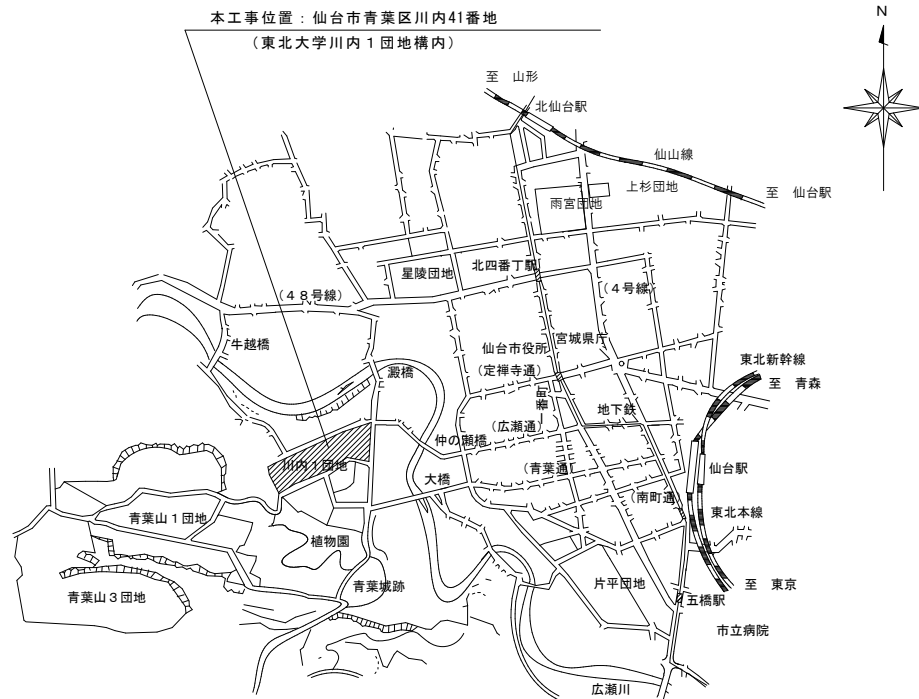 本工事位置：仙台市青葉区川内41番地
（東北大学川内１団地構内）
N
至　山形
北仙台駅
仙山線
上杉団地
至　仙台駅
雨宮団地
星陵団地
北四番丁駅
（４８号線）
（４号線）
牛越橋
仙台市役所
宮城県庁
（定禅寺通）
東北新幹線
至　青森
澱橋
地下鉄
（広瀬通）
仲の瀬橋
川内１団地
大橋
（青葉通）
仙台駅
（南町通）
東北本線
青葉山１団地
植物園
青葉城跡
片平団地
至　東京
青葉山３団地
五橋駅
市立病院
広瀬川